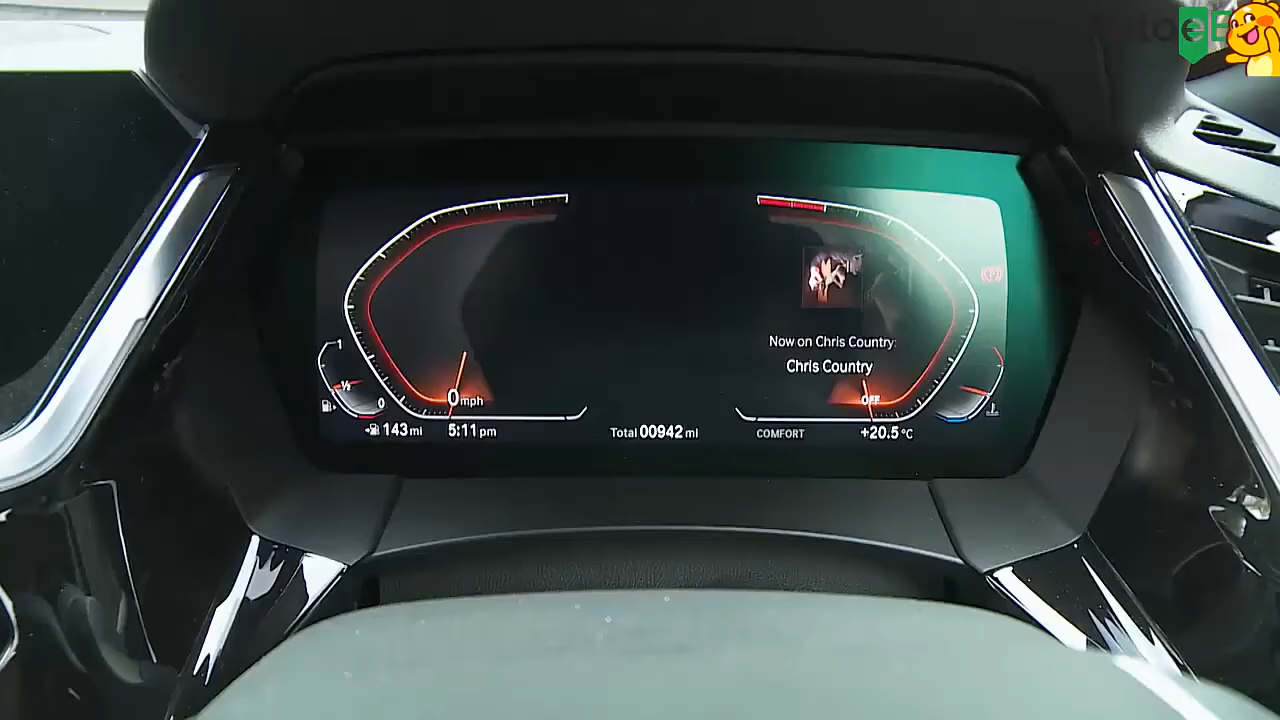 Now on Chris Country
Chris Country
1
½
0
0 mph
OFF
143 mi
5:11 pm
Total 00942 mi
COMFORT
+20.5 °C